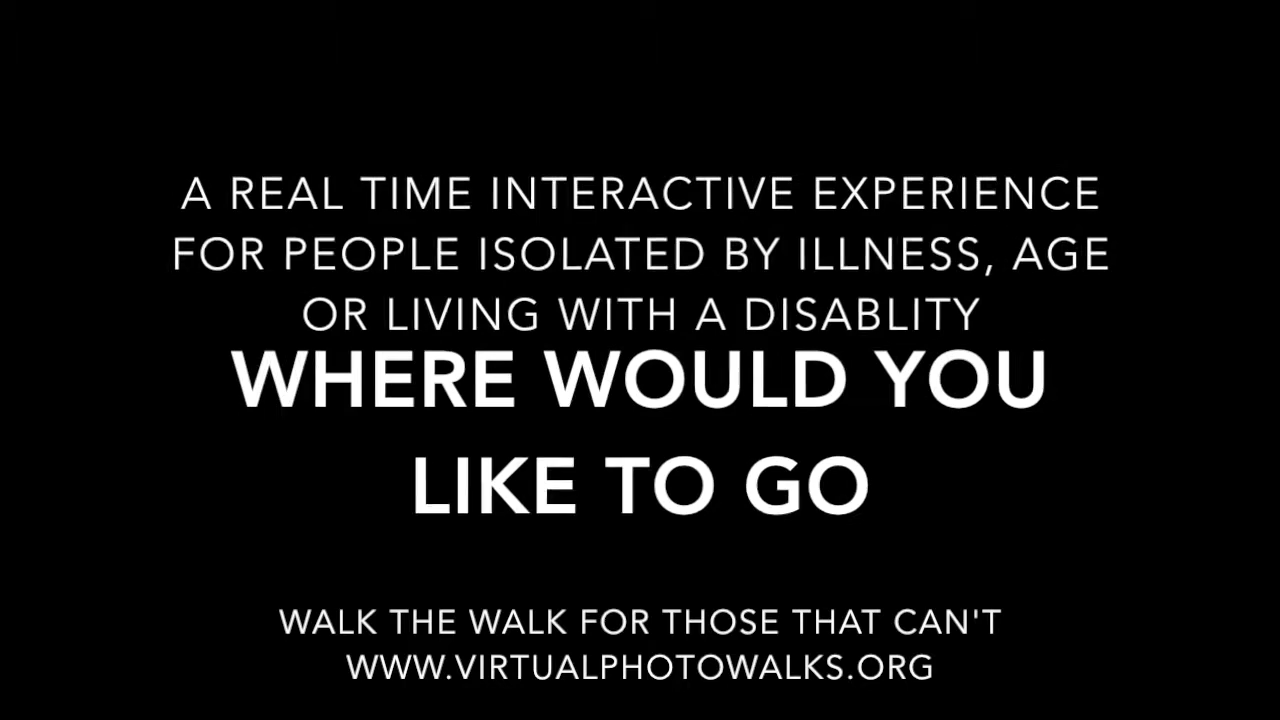 A REAL TIME INTERACTIVE EXPERIENCE
FOR PEOPLE ISOLATED BY ILLNESS, AGE
OR LIVING WITH A DISABLITY
WHERE WOULD YOU
LIKE TO GO
WALK THE WALK FOR THOSE THAT CAN'T
WWW.VIRTUALPHOTOWALKS.ORG